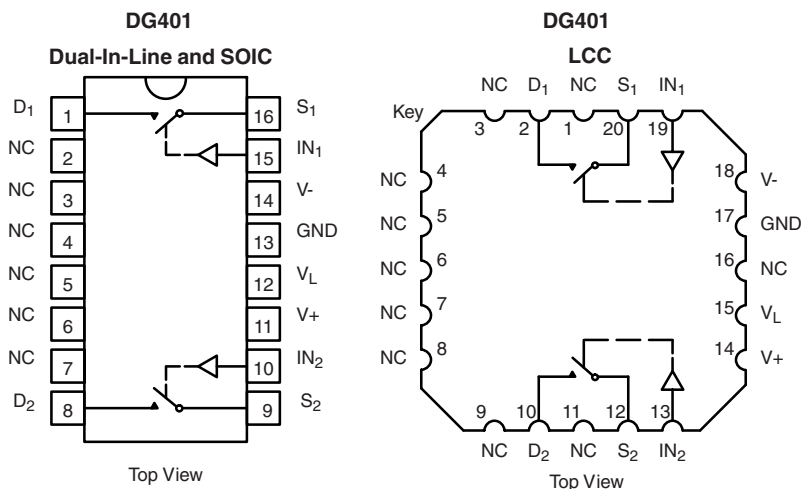 DG401
Dual-In-Line and SOIC
D1 1 16 S1
NC 2 15 IN1
NC 3 14 V-
NC 4 13 GND
NC 5 12 VL
NC 6 11 V+
NC 7 10 IN2
D2 8 9 S2
Top View
DG401
LCC
NC D1 NC S1 IN1
Key
3 2 1 20 19
NC 4 18 V-
NC 5 17 GND
NC 6 16 NC
NC 7 15 VL
NC 8 14 V+
9 10 11 12 13
NC D2 NC S2 IN2
Top View